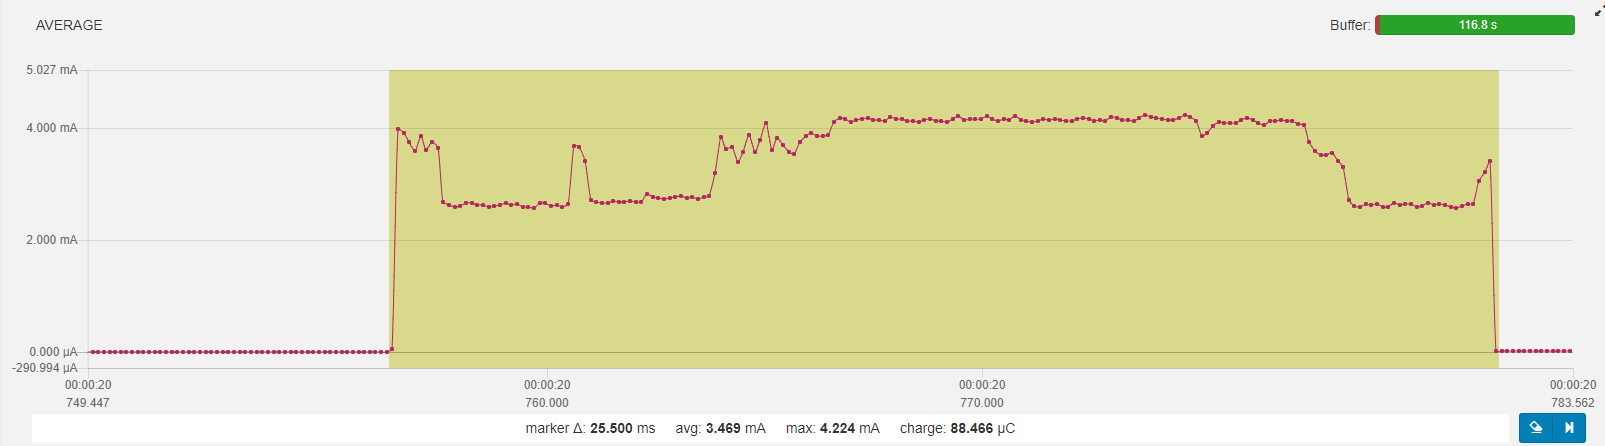 AVERAGE
Buffer: 116.8 s
5.027 mA
4.000 mA
2.000 mA
0.000 µA
-290.994 µA
00:00:20 00:00:20 00:00:20 00:00:20
749.447 760.000 770.000 783.562
marker Δ: 25.500 ms avg: 3.469 mA max: 4.224 mA charge: 88.466 µC